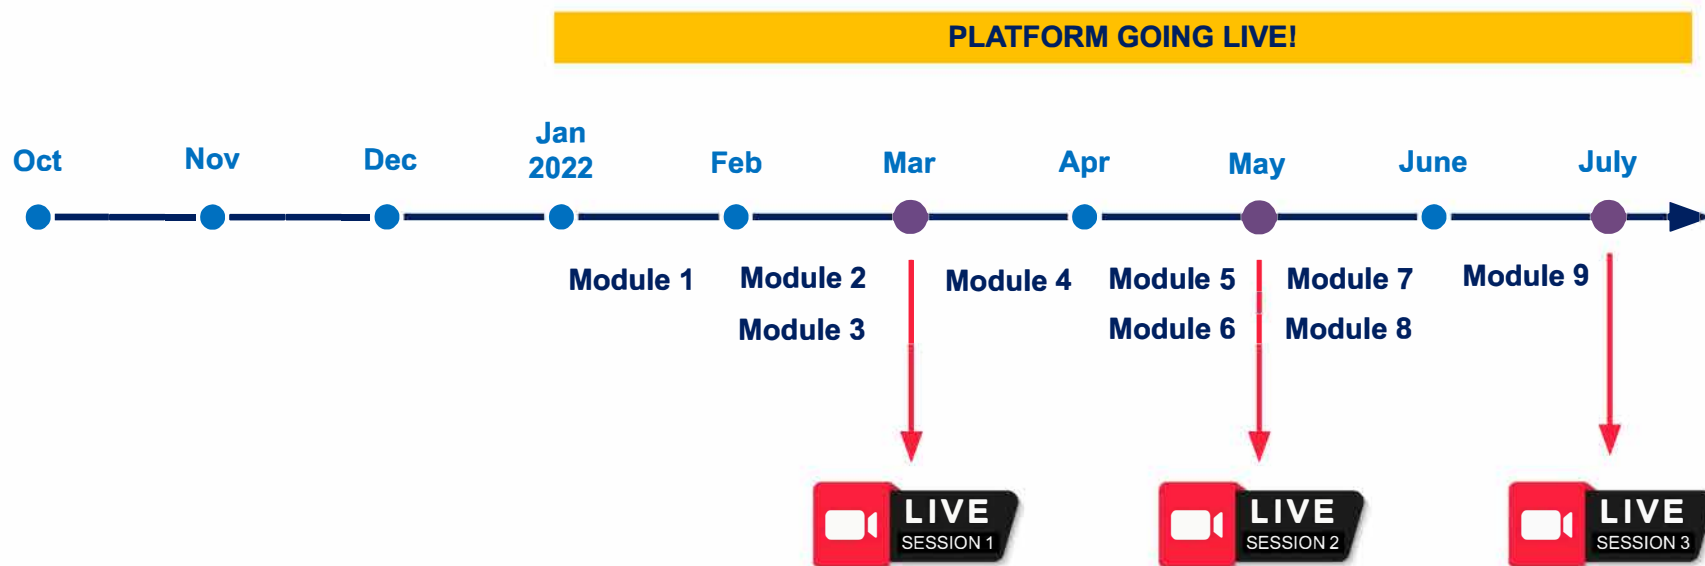 PLATFORM GOING LIVE!
Oct
Nov
Dec
Jan
2022
Feb
Mar
Apr
May
June
July
Module 1
Module 2
Module 3
Module 4
Module 5
Module 6
Module 7
Module 8
Module 9
LIVE
SESSION 1
LIVE
SESSION 2
LIVE
SESSION 3